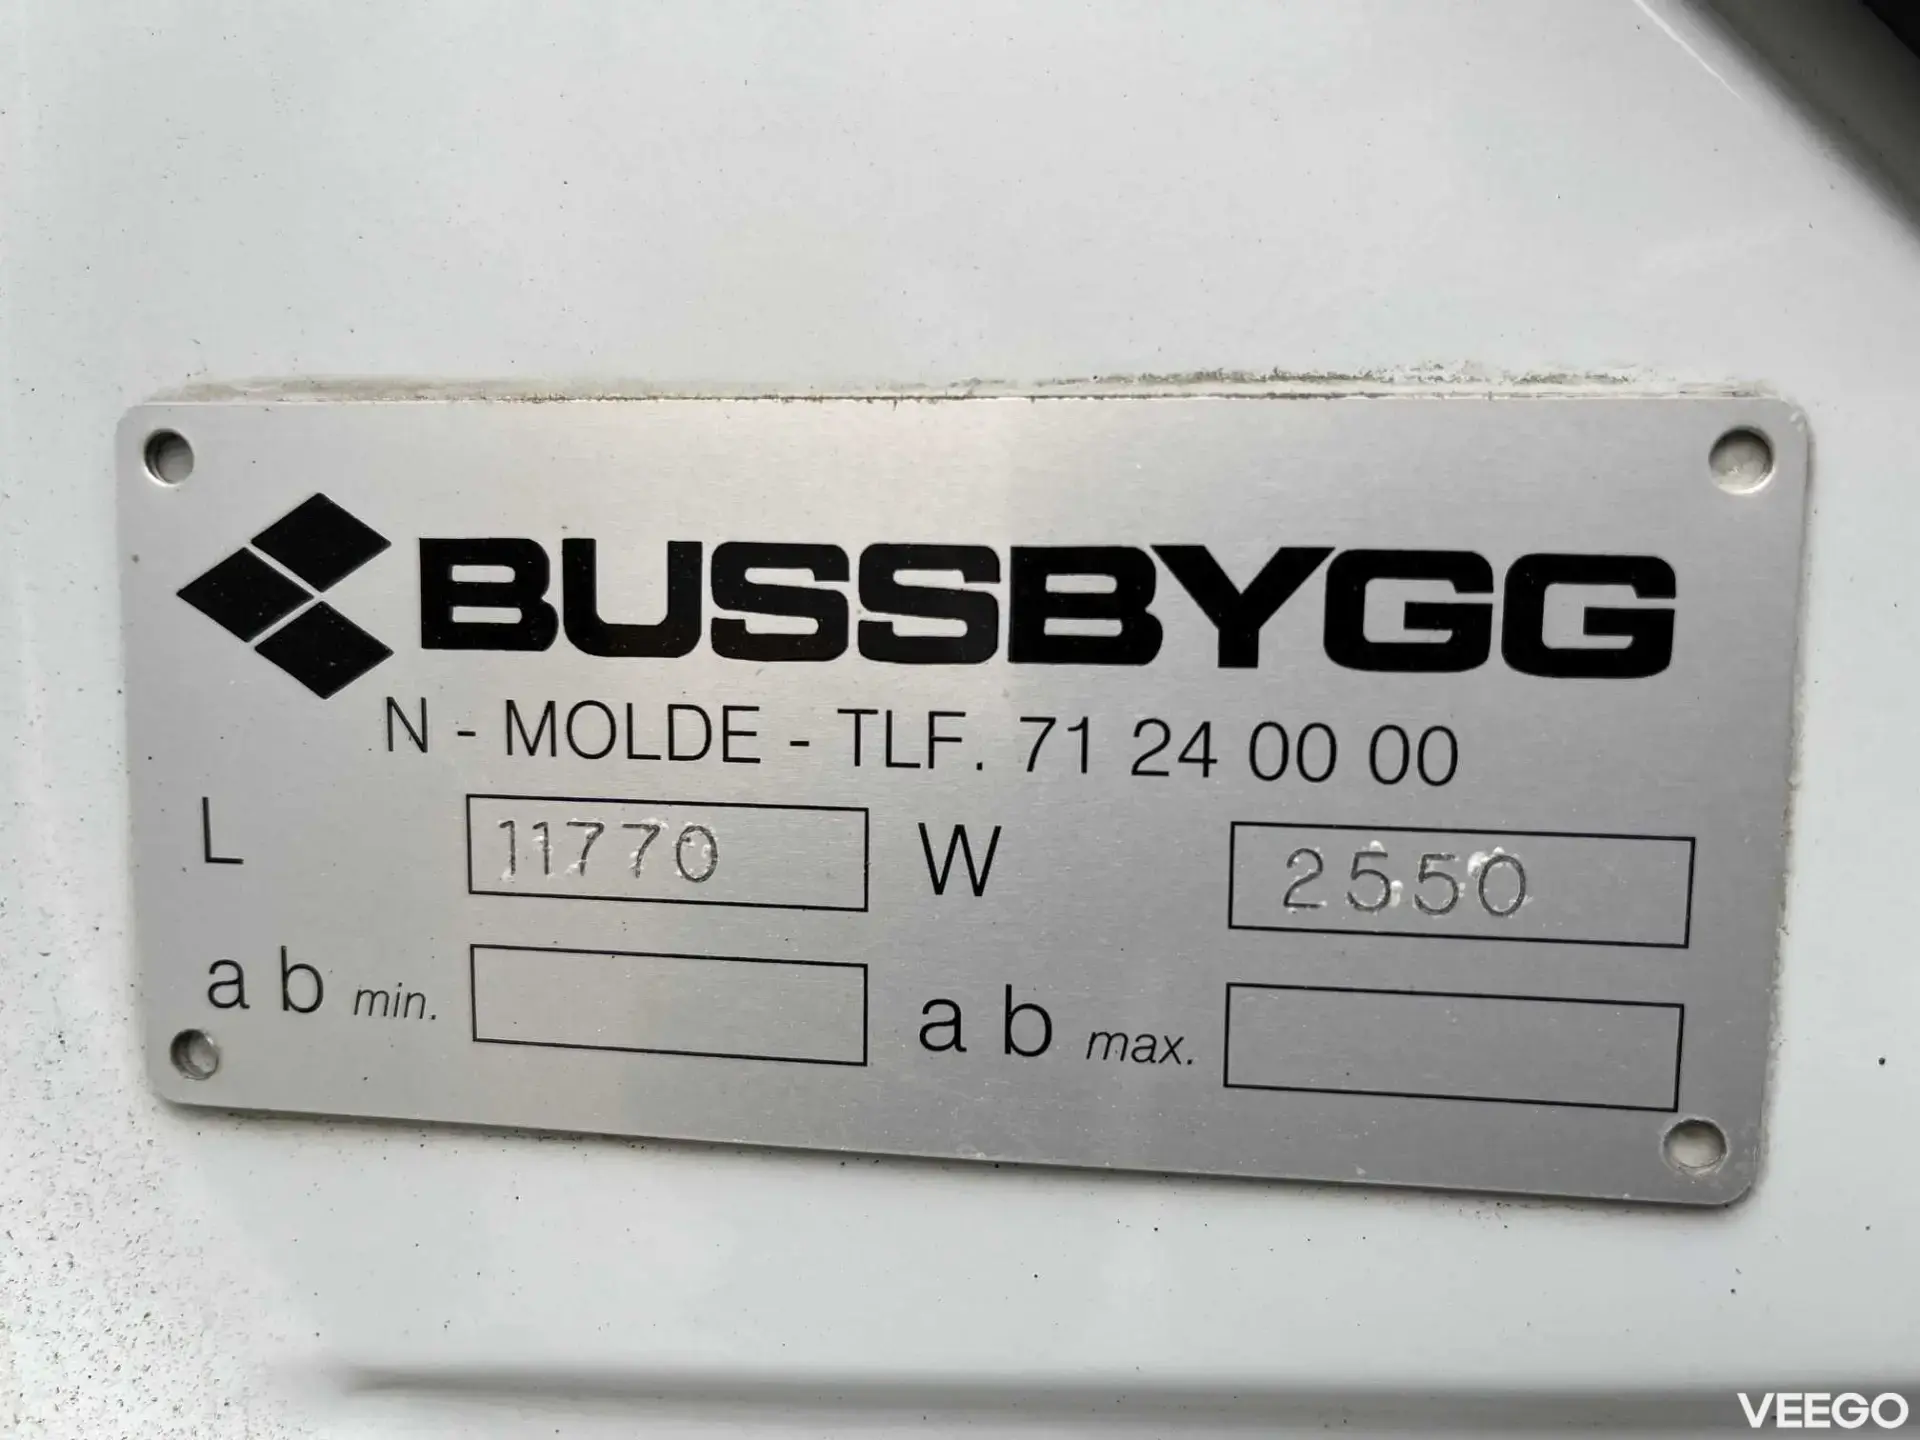 BUSSBYGG
N - MOLDE - TLF. 71 24 00 00
L 11770 W 2550
a b min. a b max.
VEEGO